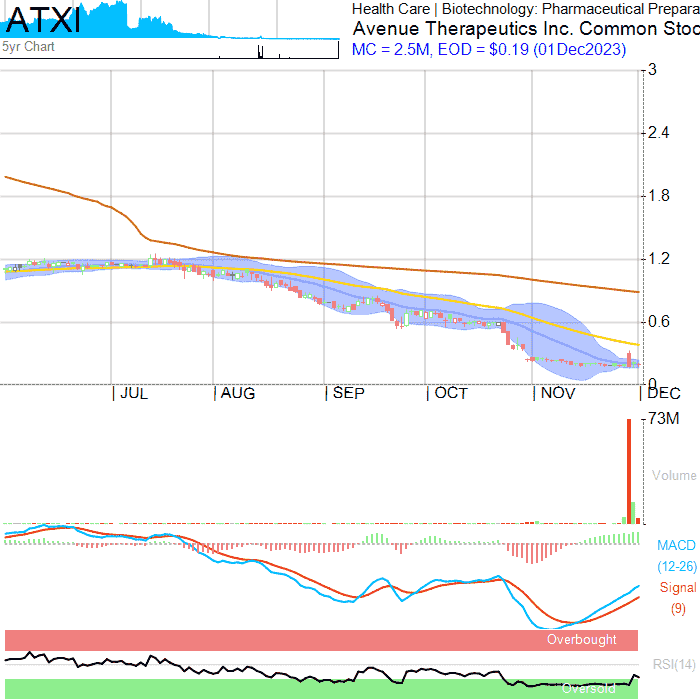 ATXI
5yr Chart
Health Care | Biotechnology: Pharmaceutical Prepara
Avenue Therapeutics Inc. Common Stoc
MC = 2.5M, EOD = $0.19 (01Dec2023)
3
2.4
1.8
1.2
0.6
0
JUL AUG SEP OCT NOV DEC
73M
Volume
MACD
(12-26)
Signal
(9)
Overbought
RSI(14)
Oversold